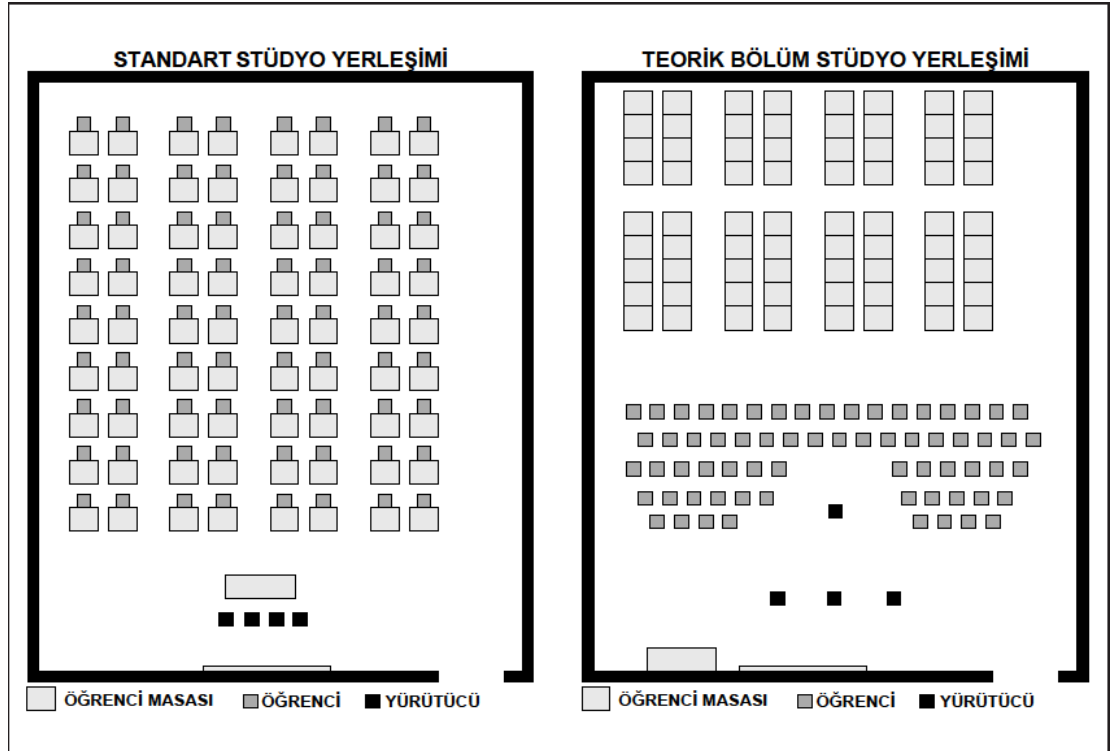 STANDART STÜDYO YERLEŞİMİ
TEORİK BÖLÜM STÜDYO YERLEŞİMİ
ÖĞRENCİ MASASI ÖĞRENCİ YÜRÜTÜCÜ
ÖĞRENCİ MASASI ÖĞRENCİ YÜRÜTÜCÜ